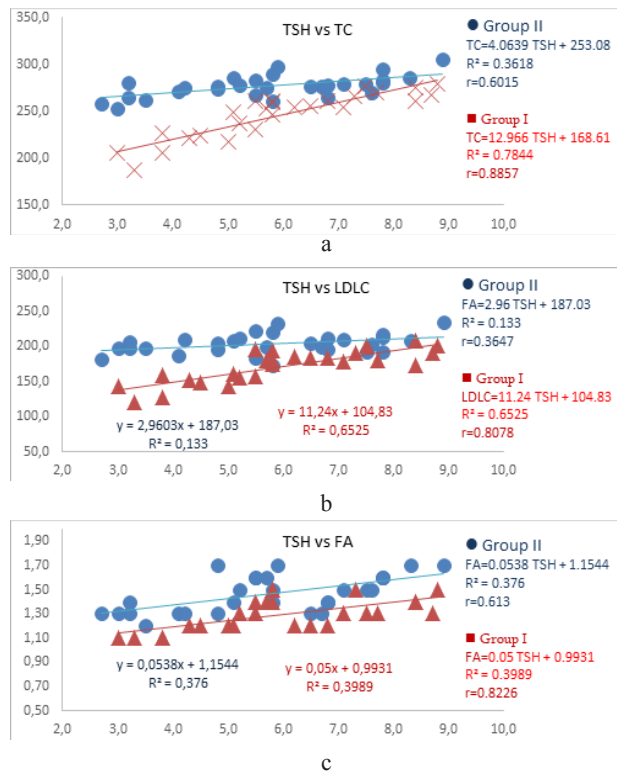 TSH vs TC
350,0
300,0
250,0
200,0
150,0
2,0 3,0 4,0 5,0 6,0 7,0 8,0 9,0 10,0
Group II
TC=4.0639 TSH + 253.08
R² = 0.3618
r=0.6015
Group I
TC=12.966 TSH + 168.61
R² = 0.7844
r=0.8857
a
TSH vs LDLC
300,0
250,0
200,0
150,0
100,0
50,0
2,0 3,0 4,0 5,0 6,0 7,0 8,0 9,0 10,0
y = 2,9603x + 187,03
R² = 0,133
y = 11,24x + 104,83
R² = 0,6525
Group II
FA=2.96 TSH + 187.03
R² = 0.133
r=0.3647
Group I
LDLC=11.24 TSH + 104.83
R² = 0.6525
r=0.8078
b
TSH vs FA
1,90
1,70
1,50
1,30
1,10
0,90
0,70
0,50
2,0 3,0 4,0 5,0 6,0 7,0 8,0 9,0 10,0
y = 0,0538x + 1,1544
R² = 0,376
y = 0,05x + 0,9931
R² = 0,3989
Group II
FA=0.0538 TSH + 1.1544
R² = 0.376
r=0.613
Group I
FA=0.05 TSH + 0.9931
R² = 0.3989
r=0.8226
c